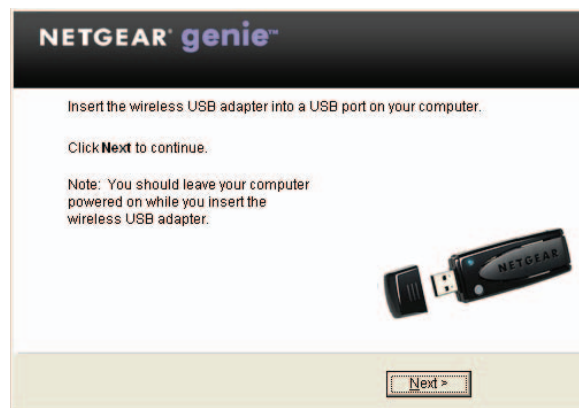 NETGEAR® genie™
Insert the wireless USB adapter into a USB port on your computer.
Click Next to continue.
Note: You should leave your computer
powered on while you insert the
wireless USB adapter.
NETGEAR
Next >